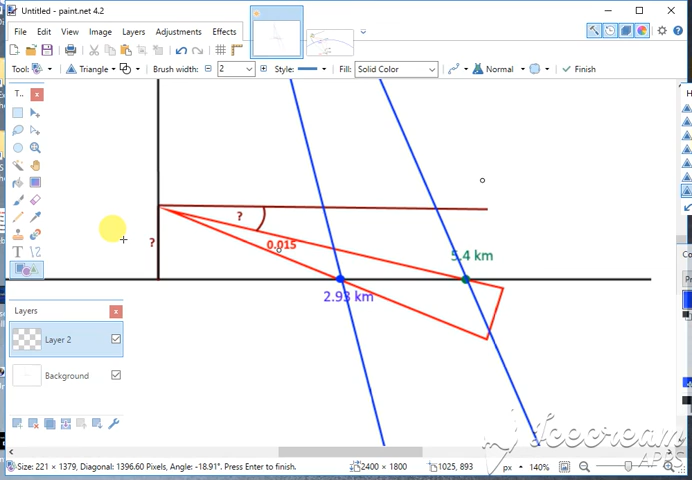 Untitled - paint.net 4.2
File Edit View Image Layers Adjustments Effects
Tool: Triangle Brush width: 2 Style: Fill: Solid Color Normal Finish
T... x
?
?
0.015
5.4 km
2.93 km
Layers x
Layer 2
Background
Icecream
APPS
Size: 221 x 1379, Diagonal: 1396.60 Pixels, Angle: -18.91°. Press Enter to finish. 2400 × 1800 1025, 893 px 140%